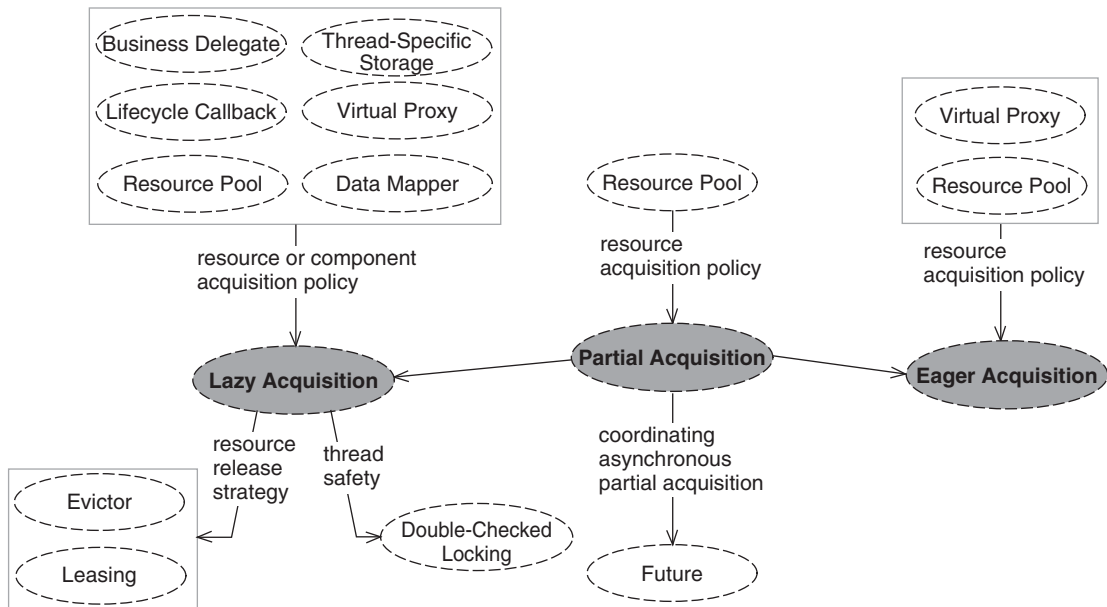 Business Delegate
Thread-Specific
Storage
Lifecycle Callback
Virtual Proxy
Resource Pool
Data Mapper
Resource Pool
Virtual Proxy
Resource Pool
resource or component
acquisition policy
resource
acquisition policy
resource
acquisition policy
Lazy Acquisition
Partial Acquisition
Eager Acquisition
resource
release
strategy
thread
safety
coordinating
asynchronous
partial acquisition
Evictor
Leasing
Double-Checked
Locking
Future